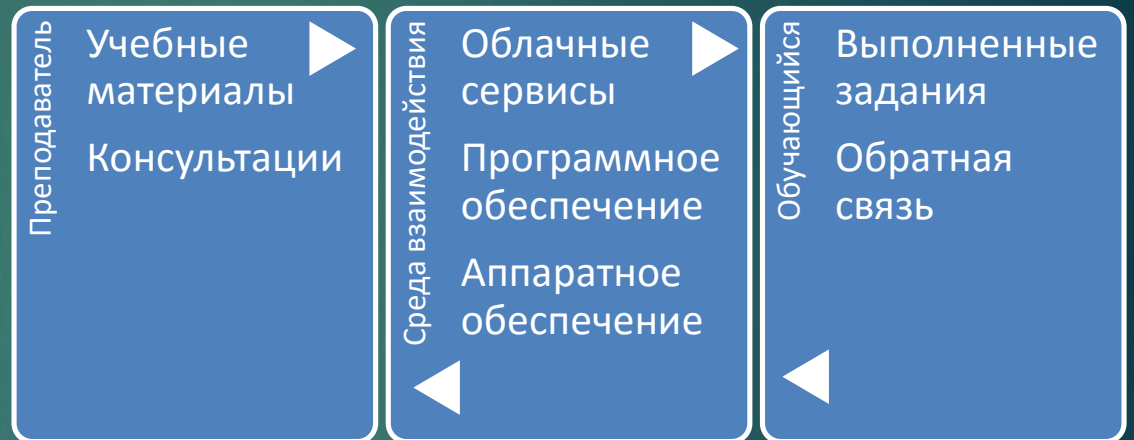 Преподаватель
Учебные
материалы
Консультации
Среда взаимодействия
Облачные
сервисы
Программное
обеспечение
Аппаратное
обеспечение
Обучающийся
Выполненные
задания
Обратная
связь